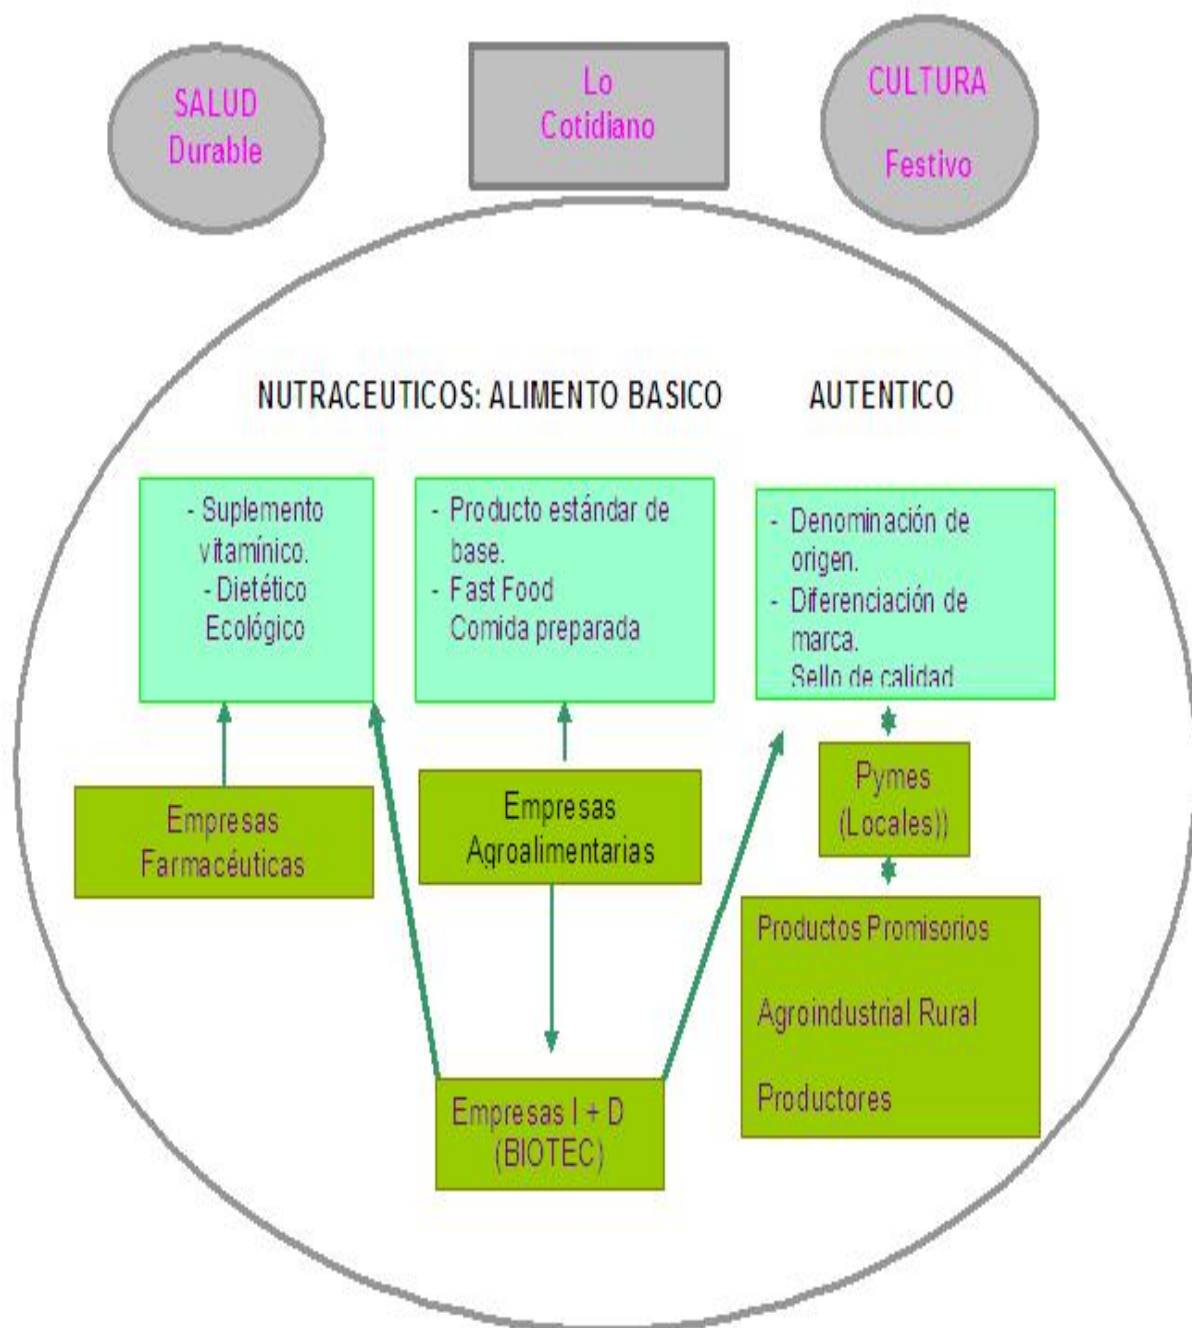 SALUD
Durable
Lo
Cotidiano
CULTURA
Festivo
NUTRACEUTICOS: ALIMENTO BASICO
AUTENTICO
- Suplemento
vitamínico.
- Dietético
Ecológico
- Producto estándar de
base.
- Fast Food
Comida preparada
- Denominación de
origen.
- Diferenciación de
marca.
Sello de calidad
Empresas
Farmacéuticas
Empresas
Agroalimentarias
Pymes
(Locales))
Productos Promisorios
Agroindustrial Rural
Productores
Empresas I + D
(BIOTEC)